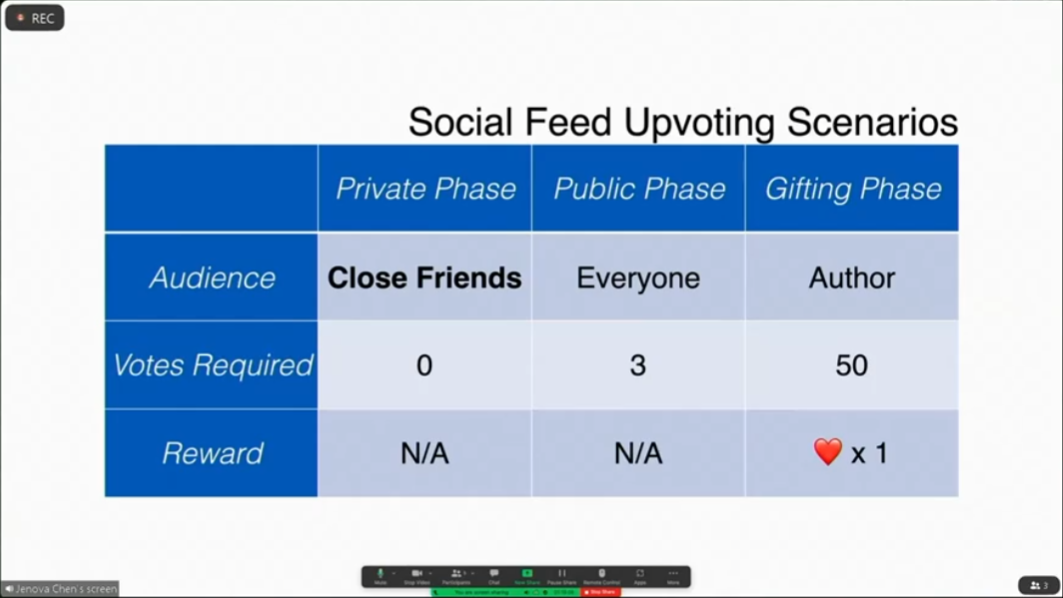 REC
Social Feed Upvoting Scenarios
Private Phase Public Phase Gifting Phase
Audience Close Friends Everyone Author
Votes Required 0 3 50
Reward N/A N/A ❤️ x 1
Mute Stop Video Participants Chat New Share Pause Share Remote Control Apps More
You are screen sharing Stop Share
Jenova Chen's screen
3